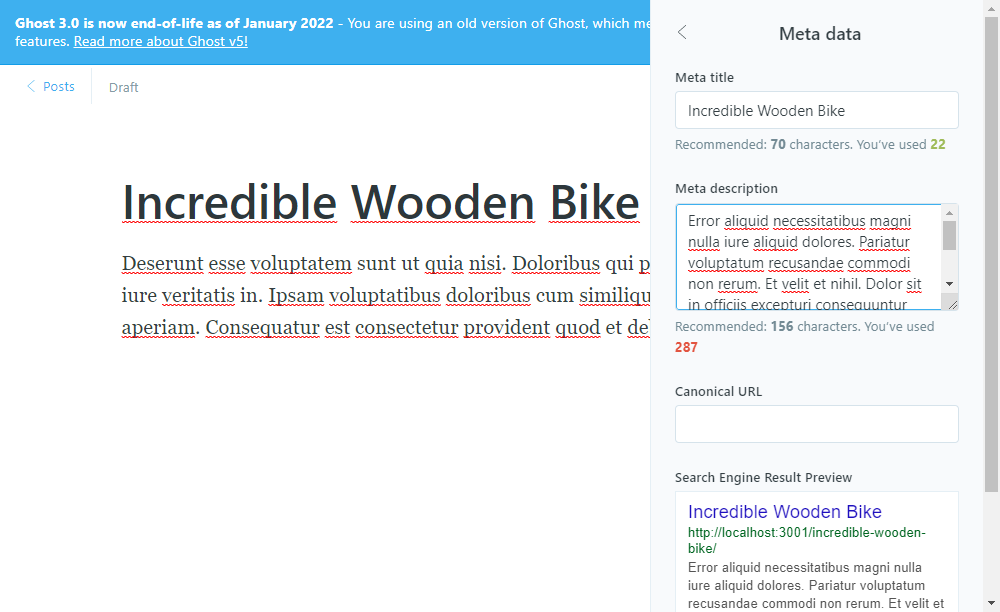 Ghost 3.0 is now end-of-life as of January 2022 - You are using an old version of Ghost, which me
features. Read more about Ghost v5!
Posts
Draft
Incredible Wooden Bike
Deserunt esse voluptatem sunt ut quia nisi. Doloribus qui p
iure veritatis in. Ipsam voluptatibus doloribus cum similiqu
aperiam. Consequatur est consectetur provident quod et de
Meta data
Meta title
Incredible Wooden Bike
Recommended: 70 characters. You've used 22
Meta description
Error aliquid necessitatibus magni
nulla iure aliquid dolores. Pariatur
voluptatum recusandae commodi
non rerum. Et velit et nihil. Dolor sit
in officiis excepturi consequuntur
Recommended: 156 characters. You've used
287
Canonical URL
Search Engine Result Preview
Incredible Wooden Bike
http://localhost:3001/incredible-wooden-
bike/
Error aliquid necessitatibus magni nulla
iure aliquid dolores. Pariatur voluptatum
recusandae commodi non rerum. Et velit et